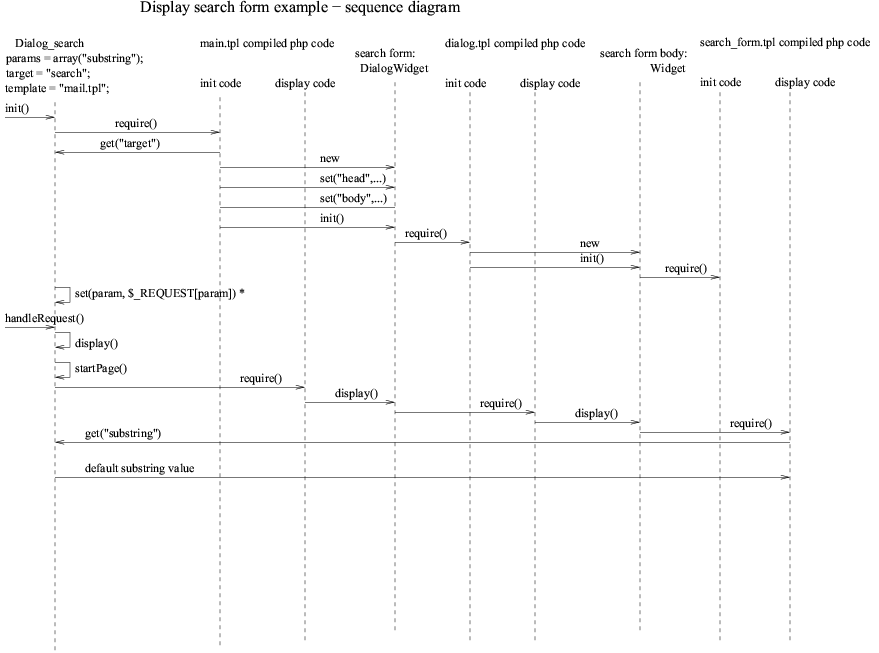 Display search form example − sequence diagram
Dialog_search
params = array("substring");
target = "search";
template = "mail.tpl";
main.tpl compiled php code
init code
display code
search form:
DialogWidget
dialog.tpl compiled php code
init code
display code
search form body:
Widget
search_form.tpl compiled php code
init code
display code
init()
require()
get("target")
new
set("head",...)
set("body",...)
init()
require()
new
init()
require()
set(param, $_REQUEST[param]) *
handleRequest()
display()
startPage()
require()
display()
require()
display()
require()
get("substring")
default substring value